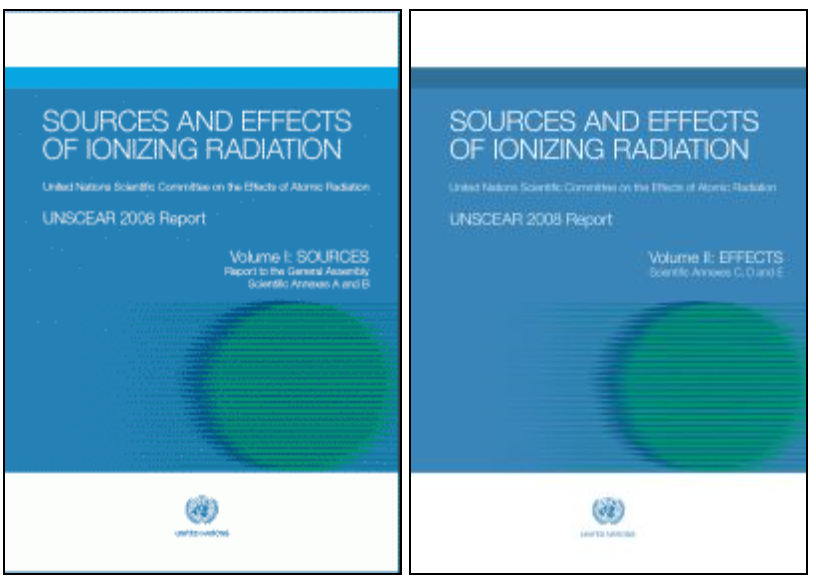 SOURCES AND EFFECTS
OF IONIZING RADIATION
United Nations Scientific Committee on the Effects of Atomic Radiation
UNSCEAR 2008 Report
Volume I: SOURCES
Report to the General Assembly
Scientific Annexes A and B
UNITED NATIONS
SOURCES AND EFFECTS
OF IONIZING RADIATION
United Nations Scientific Committee on the Effects of Atomic Radiation
UNSCEAR 2008 Report
Volume II: EFFECTS
Scientific Annexes C, D and E
UNITED NATIONS